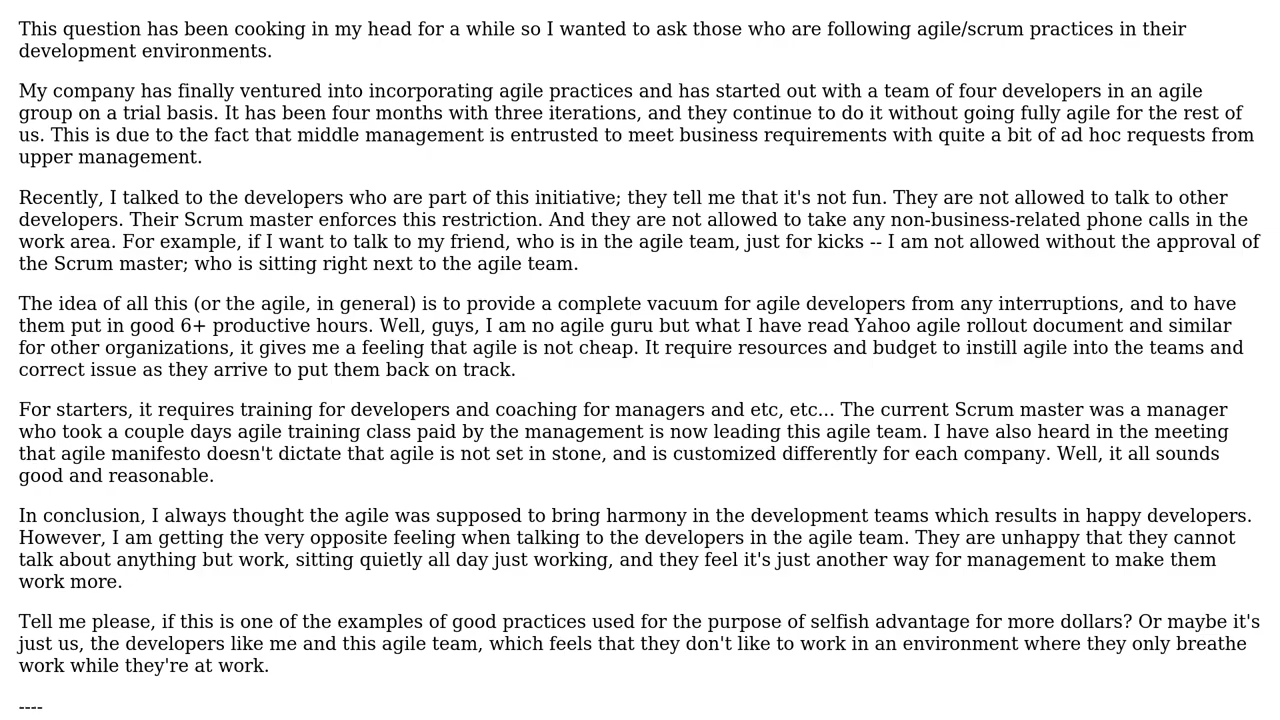 This question has been cooking in my head for a while so I wanted to ask those who are following agile/scrum practices in their
development environments.
My company has finally ventured into incorporating agile practices and has started out with a team of four developers in an agile
group on a trial basis. It has been four months with three iterations, and they continue to do it without going fully agile for the rest of
us. This is due to the fact that middle management is entrusted to meet business requirements with quite a bit of ad hoc requests from
upper management.
Recently, I talked to the developers who are part of this initiative; they tell me that it's not fun. They are not allowed to talk to other
developers. Their Scrum master enforces this restriction. And they are not allowed to take any non-business-related phone calls in the
work area. For example, if I want to talk to my friend, who is in the agile team, just for kicks -- I am not allowed without the approval of
the Scrum master; who is sitting right next to the agile team.
The idea of all this (or the agile, in general) is to provide a complete vacuum for agile developers from any interruptions, and to have
them put in good 6+ productive hours. Well, guys, I am no agile guru but what I have read Yahoo agile rollout document and similar
for other organizations, it gives me a feeling that agile is not cheap. It require resources and budget to instill agile into the teams and
correct issue as they arrive to put them back on track.
For starters, it requires training for developers and coaching for managers and etc, etc... The current Scrum master was a manager
who took a couple days agile training class paid by the management is now leading this agile team. I have also heard in the meeting
that agile manifesto doesn't dictate that agile is not set in stone, and is customized differently for each company. Well, it all sounds
good and reasonable.
In conclusion, I always thought the agile was supposed to bring harmony in the development teams which results in happy developers.
However, I am getting the very opposite feeling when talking to the developers in the agile team. They are unhappy that they cannot
talk about anything but work, sitting quietly all day just working, and they feel it's just another way for management to make them
work more.
Tell me please, if this is one of the examples of good practices used for the purpose of selfish advantage for more dollars? Or maybe it's
just us, the developers like me and this agile team, which feels that they don't like to work in an environment where they only breathe
work while they're at work.
----